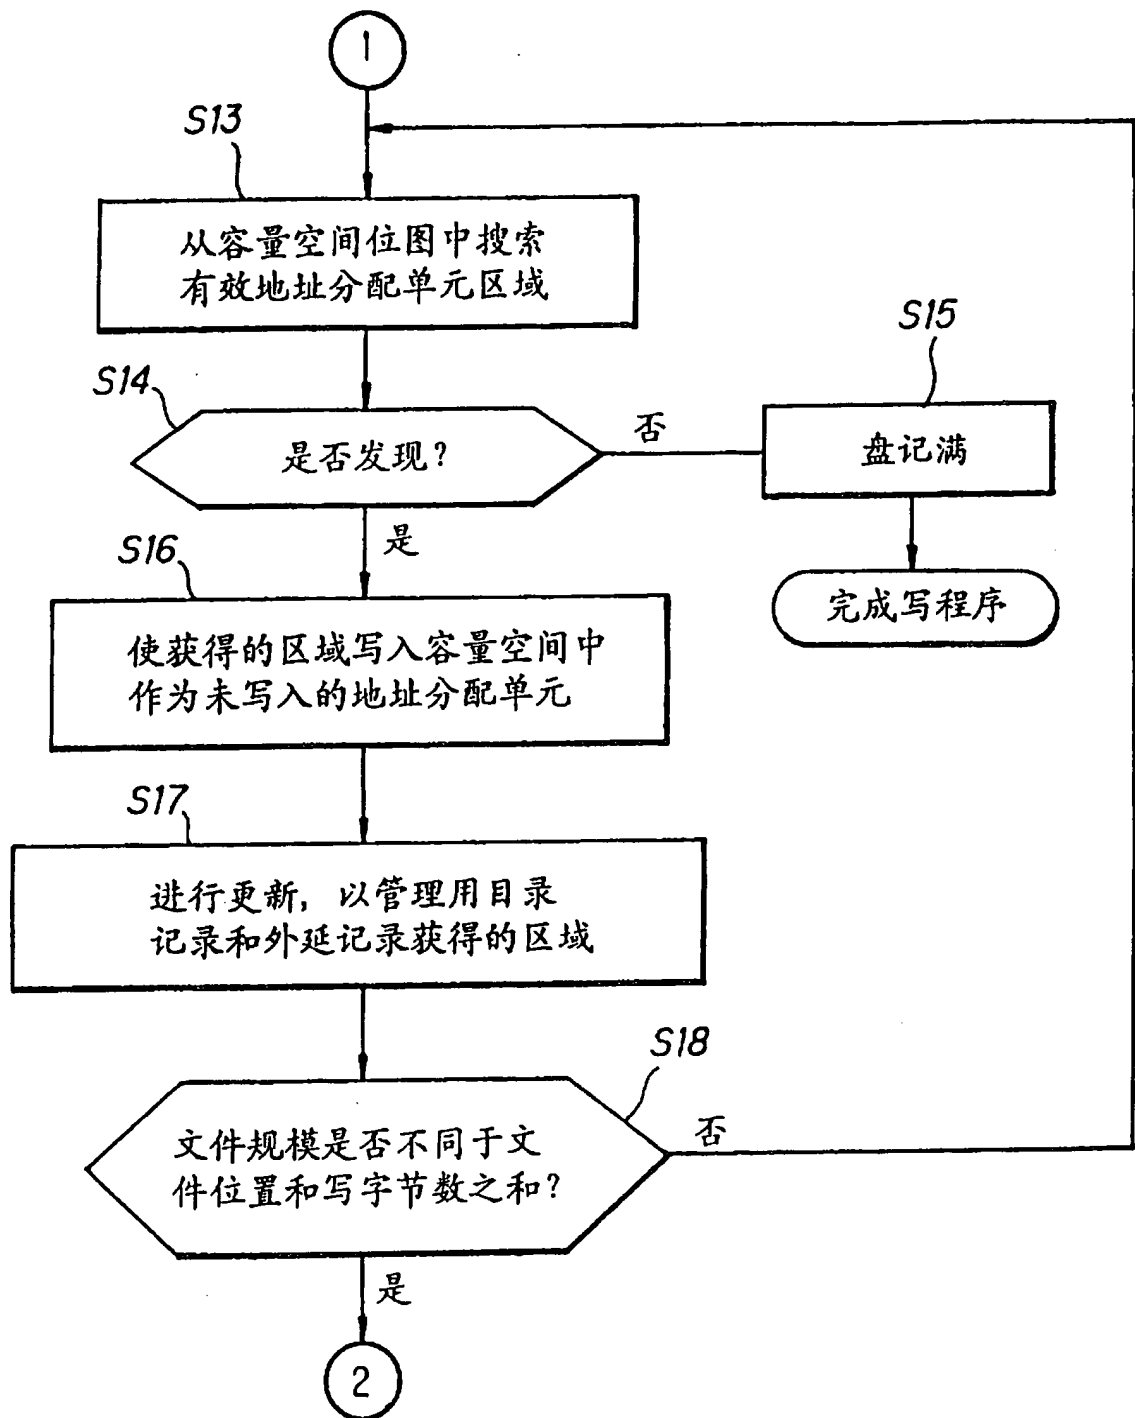 1
S13
从容量空间位图中搜索
有效地址分配单元区域
S14
是否发现?
否
S15
盘记满
完成写程序
是
S16
使获得的区域写入容量空间中
作为未写入的地址分配单元
S17
进行更新, 以管理用目录
记录和外延记录获得的区域
S18
文件规模是否不同于文
件位置和写字节数之和?
否
是
2